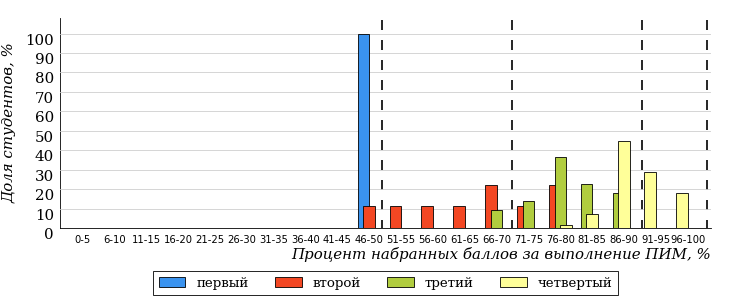 Доля студентов, %
100
90
80
70
60
50
40
30
20
10
0
0-5 6-10 11-15 16-20 21-25 26-30 31-35 36-40 41-45 46-50 51-55 56-60 61-65 66-70 71-75 76-80 81-85 86-90 91-95 96-100
Процент набранных баллов за выполнение ПИМ, %
первый второй третий четвертый